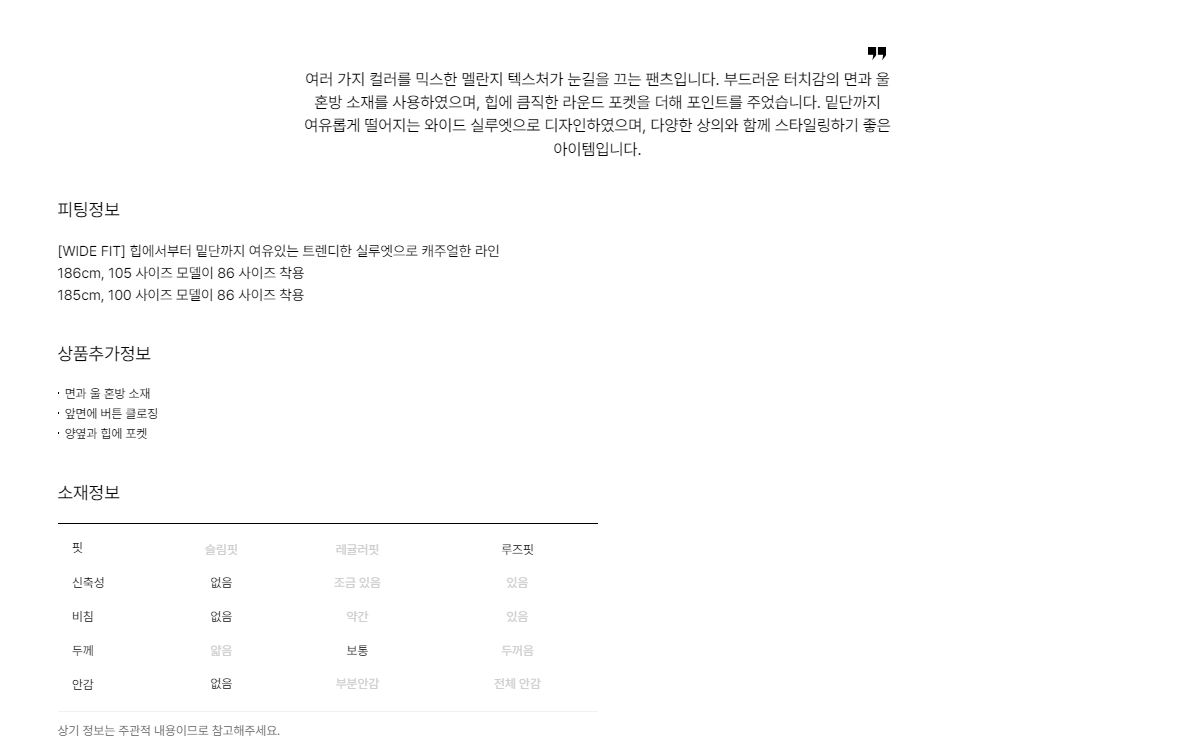 ❞
여러 가지 컬러를 믹스한 멜란지 텍스처가 눈길을 끄는 팬츠입니다. 부드러운 터치감의 면과 울
혼방 소재를 사용하였으며, 힙에 큼직한 라운드 포켓을 더해 포인트를 주었습니다. 밑단까지
여유롭게 떨어지는 와이드 실루엣으로 디자인하였으며, 다양한 상의와 함께 스타일링하기 좋은
아이템입니다.
피팅정보
[WIDE FIT] 힙에서부터 밑단까지 여유있는 트렌디한 실루엣으로 캐주얼한 라인
186cm, 105 사이즈 모델이 86 사이즈 착용
185cm, 100 사이즈 모델이 86 사이즈 착용
상품추가정보
· 면과 울 혼방 소재
· 앞면에 버튼 클로징
· 양옆과 힙에 포켓
소재정보
핏 슬림핏 레귤러핏 루즈핏
신축성 없음 조금 있음 있음
비침 없음 약간 있음
두께 얇음 보통 두꺼움
안감 없음 부분안감 전체 안감
상기 정보는 주관적 내용이므로 참고해주세요.